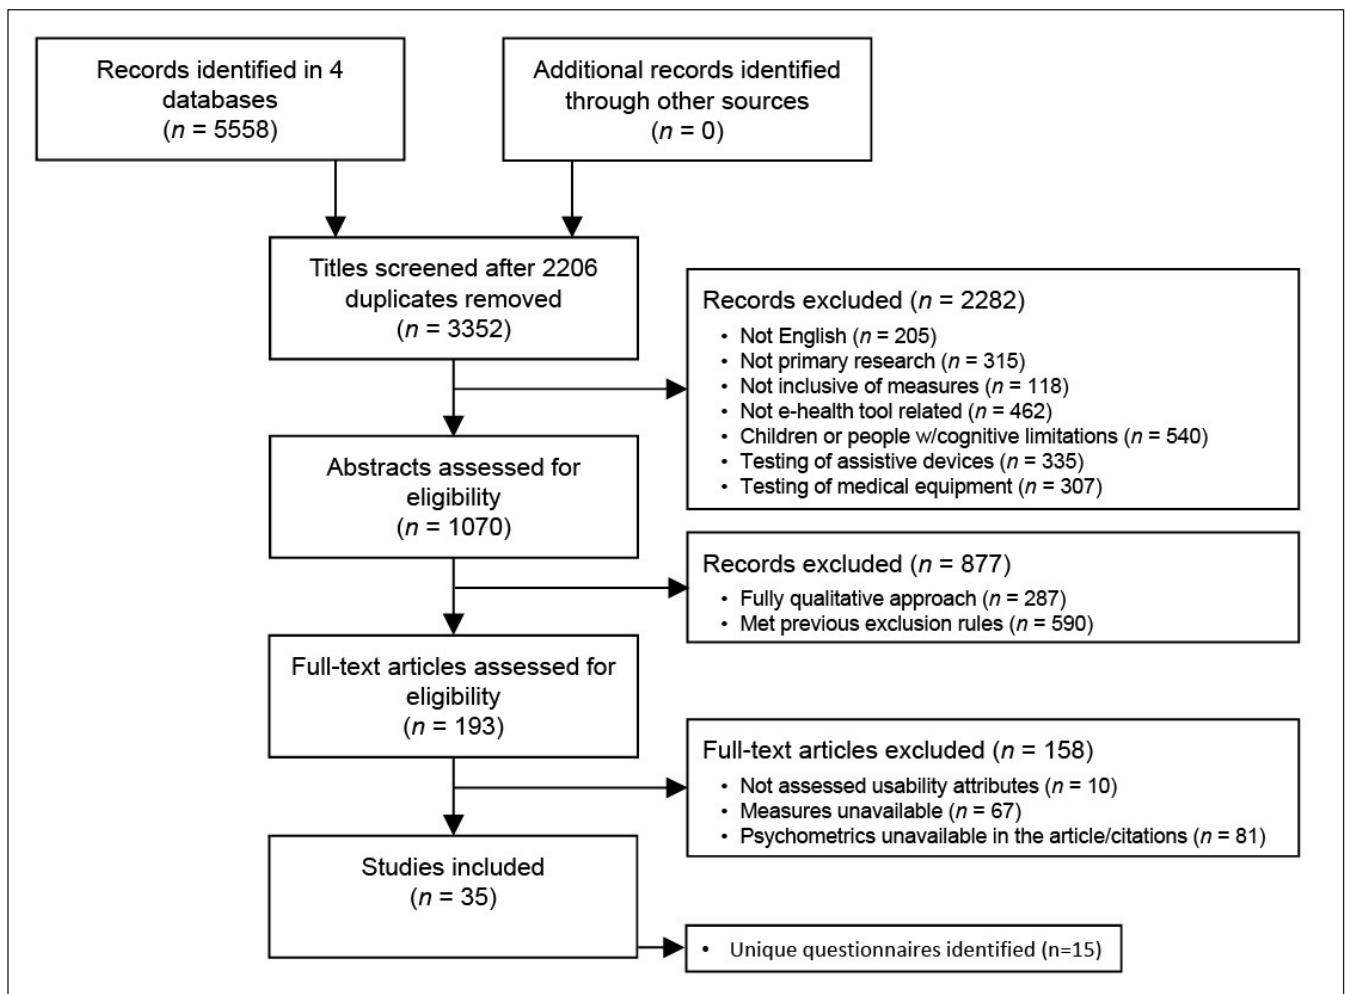 Records identified in 4
databases
(n = 5558)
Additional records identified
through other sources
(n = 0)
Titles screened after 2206
duplicates removed
(n = 3352)
Records excluded (n = 2282)
• Not English (n = 205)
• Not primary research (n = 315)
• Not inclusive of measures (n = 118)
• Not e-health tool related (n = 462)
• Children or people w/cognitive limitations (n = 540)
• Testing of assistive devices (n = 335)
• Testing of medical equipment (n = 307)
Abstracts assessed for
eligibility
(n = 1070)
Records excluded (n = 877)
• Fully qualitative approach (n = 287)
• Met previous exclusion rules (n = 590)
Full-text articles assessed for
eligibility
(n = 193)
Full-text articles excluded (n = 158)
• Not assessed usability attributes (n = 10)
• Measures unavailable (n = 67)
• Psychometrics unavailable in the article/citations (n = 81)
Studies included
(n = 35)
• Unique questionnaires identified (n=15)